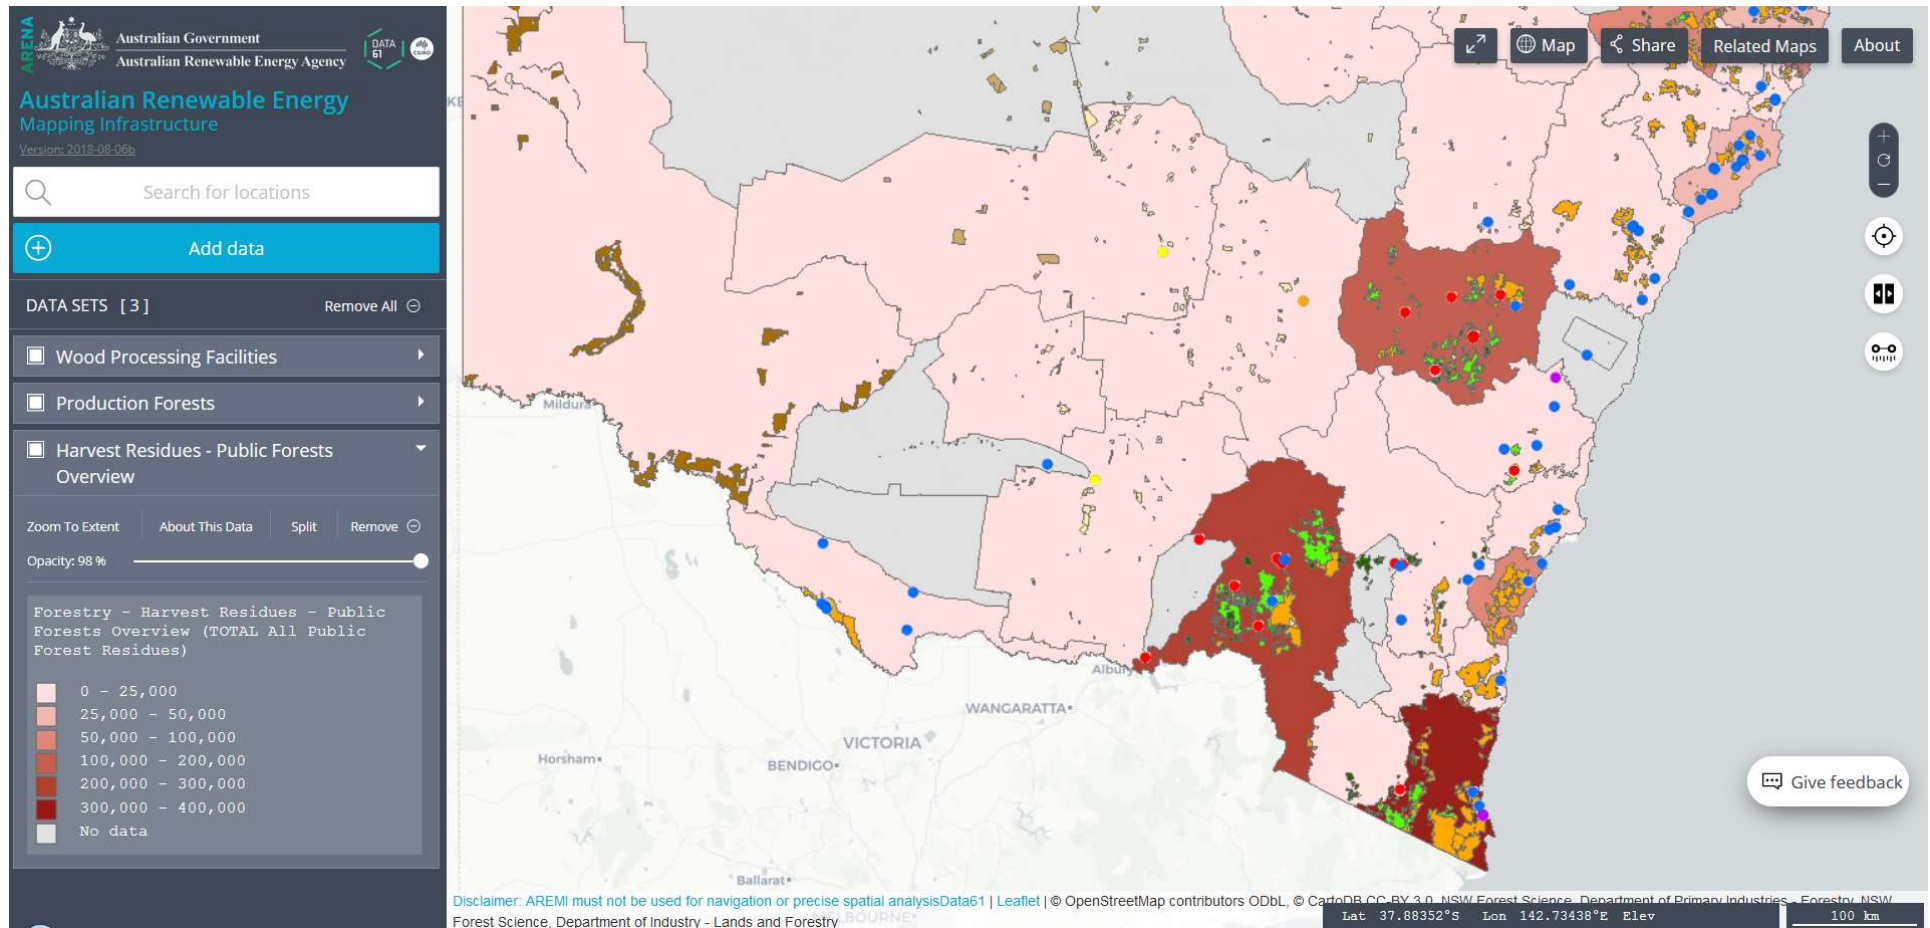 ARENA
Australian Government
Australian Renewable Energy Agency
DATA
61
CSIRO
Australian Renewable Energy
Mapping Infrastructure
Version: 2018-08-06b
Search for locations
Add data
DATA SETS [ 3 ]
Remove All
Wood Processing Facilities
Production Forests
Harvest Residues - Public Forests
Overview
Zoom To Extent
About This Data
Split
Remove
Opacity: 98 %
Forestry - Harvest Residues - Public
Forests Overview (TOTAL All Public
Forest Residues)
0 - 25,000
25,000 - 50,000
50,000 - 100,000
100,000 - 200,000
200,000 - 300,000
300,000 - 400,000
No data
Map
Share
Related Maps
About
Mildura
Albury
WANGARATTA
VICTORIA
Horsham
BENDIGO
Ballarat
MELBOURNE
Give feedback
Disclaimer: AREMI must not be used for navigation or precise spatial analysisData61 | Leaflet | © OpenStreetMap contributors ODbL, © CartoDB CC-BY 3.0, NSW Forest Science, Department of Primary Industries - Forestry, NSW
Forest Science, Department of Industry - Lands and Forestry
Lat 37.88352°S Lon 142.73438°E Elev
100 km